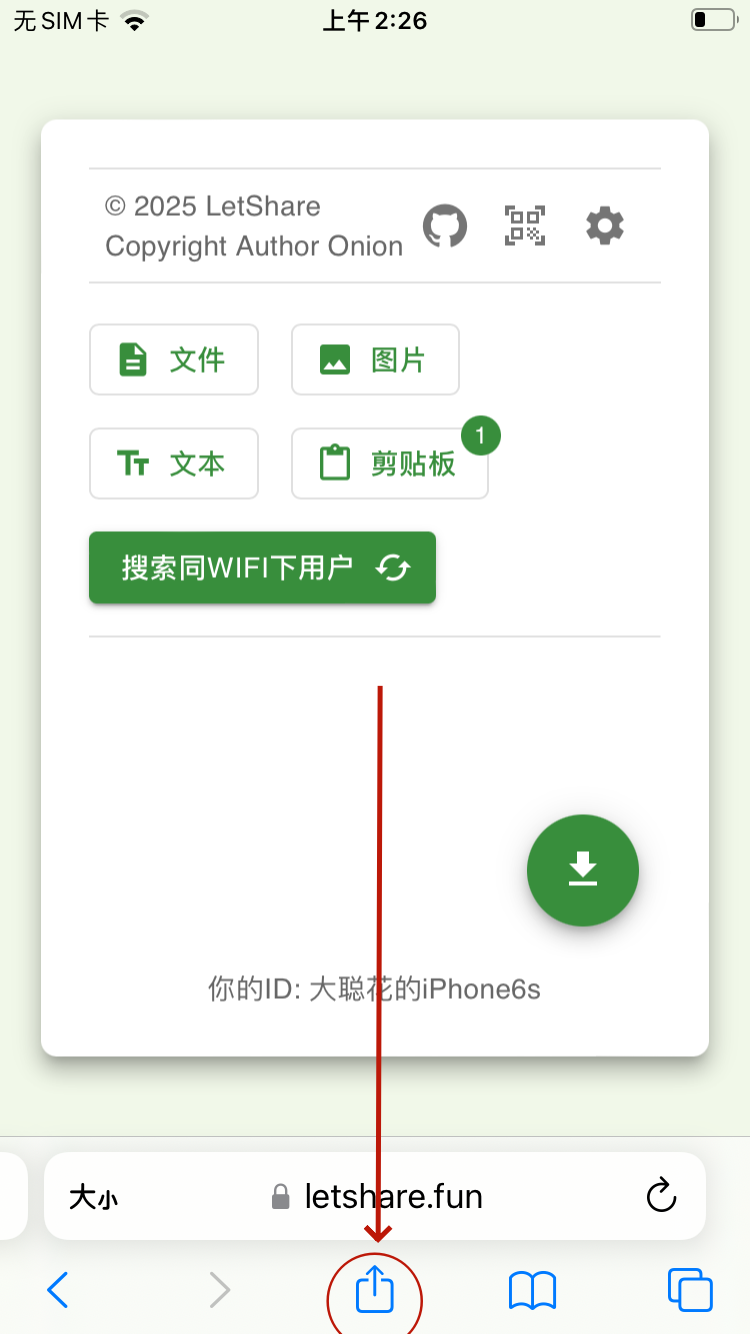 无SIM卡
上午2:26
© 2025 LetShare
Copyright Author Onion
文件
图片
文本
剪贴板
1
搜索同WIFI下用户
你的ID: 大聪花的iPhone6s
大小
letshare.fun